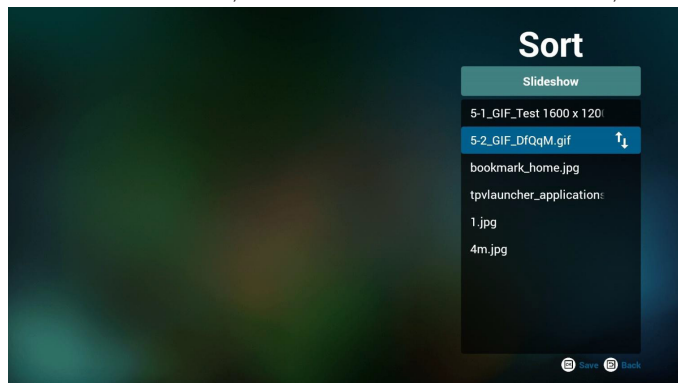 Sort
Slideshow
5-1_GIF_Test 1600 x 120
5-2_GIF_DfQqM.gif
bookmark_home.jpg
tpvlauncher_applications
1.jpg
4m.jpg
Save Back